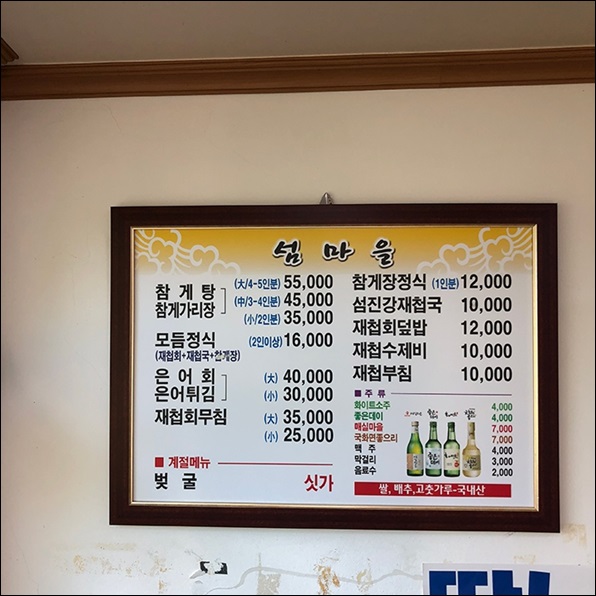 섬마을
참 게 탕 (大/4-5인분) 55,000
참게가리장 (中/3-4인분) 45,000
(小/2인분) 35,000
모듬정식 (2인이상) 16,000
(재첩회+재첩국+참게장)
은 어 회 (大) 40,000
은어튀김 (小) 30,000
재첩회무침 (大) 35,000
(小) 25,000
■ 계절메뉴
벚 굴 싯가
참게장정식 (1인분) 12,000
섬진강재첩국 10,000
재첩회덮밥 12,000
재첩수제비 10,000
재첩부침 10,000
■ 주 류
화이트소주 4,000
좋은데이 4,000
매실마을 7,000
국화면좋으리 7,000
맥 주 4,000
막걸리 3,000
음료수 2,000
쌀, 배추,고춧가루-국내산